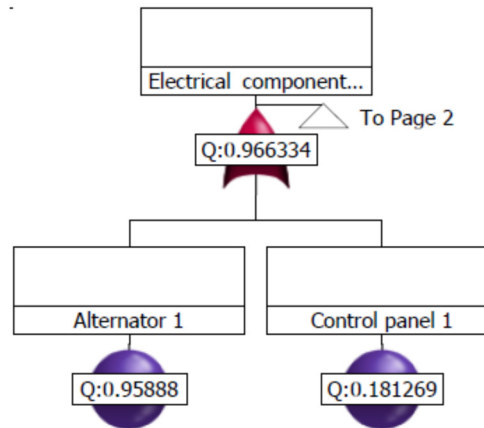 Electrical component...
To Page 2
Q:0.966334
Alternator 1
Control panel 1
Q:0.95888
Q:0.181269